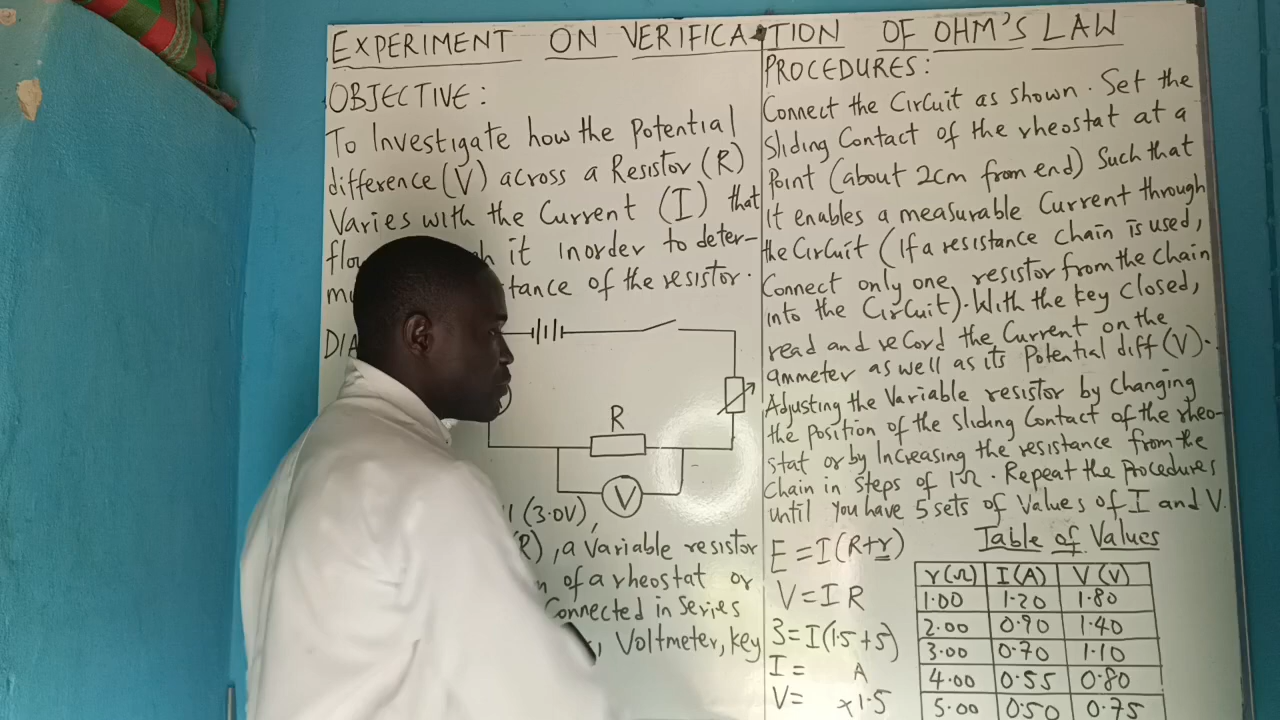 EXPERIMENT ON VERIFICATION OF OHM'S LAW
OBJECTIVE:
To Investigate how the Potential
difference (V) across a Resistor (R)
Varies with the Current (I) that
it inorder to deter-
of the resistor.
R
V
(3.0V),
(R), a Variable resistor
of a rheostat or
Connected in Series
Voltmeter, key
PROCEDURES:
Connect the Circuit as shown. Set the
Sliding Contact of the rheostat at a
Point (about 2cm from end) Such that
it enables a measurable Current through
the Circuit (If a resistance chain is used,
Connect only one resistor from the chain
into the Circuit). With the key Closed,
read and record the Current on the
ammeter as well as its Potential diff (V).
Adjusting the Variable resistor by Changing
the Position of the Sliding Contact of the rheo-
stat or by Increasing the resistance from the
Chain in Steps of 1Ω. Repeat the Procedures
until You have 5 sets of Values of I and V.
E = I(R+r)
V = I R
3 = I(1.5+5)
I = A
V = x1.5
Table of Values
r(Ω) I(A) V(V)
1.00 1.20 1.80
2.00 0.90 1.40
3.00 0.70 1.10
4.00 0.55 0.80
5.00 0.50 0.75